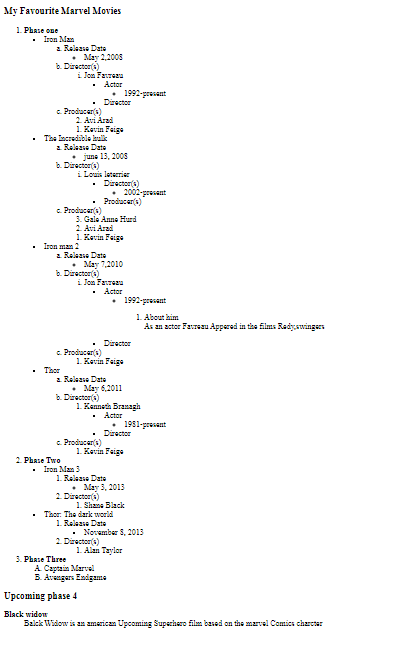 My Favourite Marvel Movies
1. Phase one
• Iron Man
a. Release Date
• May 2,2008
b. Director(s)
i. Jon Favreau
• Actor
• 1992-present
• Director
c. Producer(s)
2. Avi Arad
1. Kevin Feige
• The Incredible hulk
a. Release Date
• june 13, 2008
b. Director(s)
i. Louis leterrier
• Director(s)
• 2002-present
• Producer(s)
c. Producer(s)
3. Gale Anne Hurd
2. Avi Arad
1. Kevin Feige
• Iron man 2
a. Release Date
• May 7,2010
b. Director(s)
i. Jon Favreau
• Actor
• 1992-present
1. About him
As an actor Favreau Appered in the films Rudy,swingers
• Director
c. Producer(s)
1. Kevin Feige
• Thor
a. Release Date
• May 6,2011
b. Director(s)
1. Kenneth Branagh
• Actor
• 1981-present
• Director
c. Producer(s)
1. Kevin Feige
2. Phase Two
• Iron Man 3
1. Release Date
• May 3, 2013
2. Director(s)
1. Shane Black
• Thor: The dark world
1. Release Date
• November 8, 2013
2. Director(s)
1. Alan Taylor
3. Phase Three
A. Captain Marvel
B. Avengers Endgame
Upcoming phase 4
Black widow
Balck Widow is an american Upcoming Superhero film based on the marvel Comics charcter